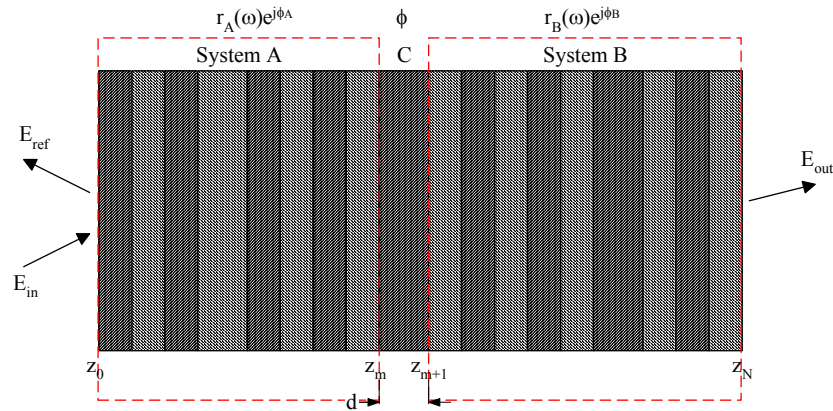 r_A(ω)e^{jϕ_A} ϕ r_B(ω)e^{jϕ_B}
System A C System B
E_ref
E_out
E_in
z_0 z_m z_{m+1} z_N
d